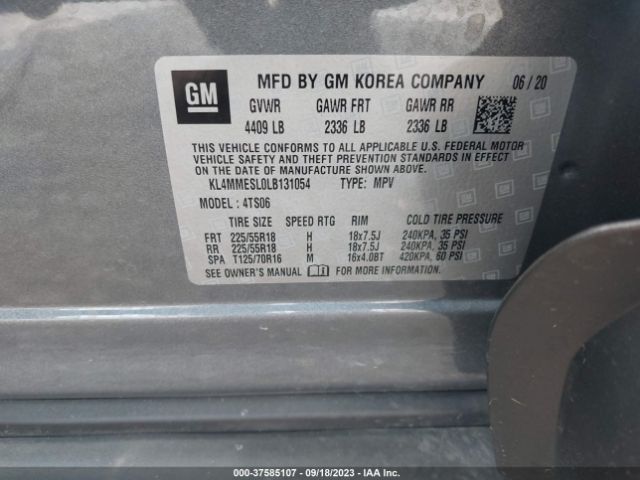 GM
MFD BY GM KOREA COMPANY 06/20
GVWR GAWR FRT GAWR RR
4409 LB 2336 LB 2336 LB
THIS VEHICLE CONFORMS TO ALL APPLICABLE U.S. FEDERAL MOTOR
VEHICLE SAFETY AND THEFT PREVENTION STANDARDS IN EFFECT
ON THE DATE OF MANUFACTURE SHOWN ABOVE.
KL4MMESL0LB131054 TYPE: MPV
MODEL: 4TS06
TIRE SIZE SPEED RTG RIM COLD TIRE PRESSURE
FRT 225/55R18 H 18x7.5J 240KPA, 35 PSI
RR 225/55R18 H 18x7.5J 240KPA, 35 PSI
SPA T125/70R16 M 16x4.0BT 420KPA, 60 PSI
SEE OWNER'S MANUAL FOR MORE INFORMATION.
000-37585107 - 09/18/2023 - IAA Inc.